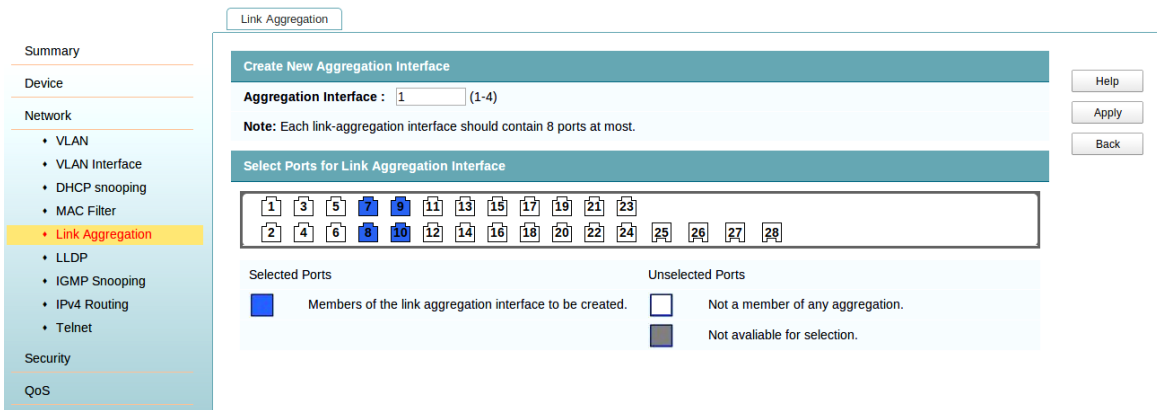 Link Aggregation
Summary
Device
Network
VLAN
VLAN Interface
DHCP snooping
MAC Filter
Link Aggregation
LLDP
IGMP Snooping
IPv4 Routing
Telnet
Security
QoS
Create New Aggregation Interface
Aggregation Interface : 1 (1-4)
Note: Each link-aggregation interface should contain 8 ports at most.
Select Ports for Link Aggregation Interface
1 3 5 7 9 11 13 15 17 19 21 23
2 4 6 8 10 12 14 16 18 20 22 24 25 26 27 28
Selected Ports
Members of the link aggregation interface to be created.
Unselected Ports
Not a member of any aggregation.
Not avaliable for selection.
Help
Apply
Back